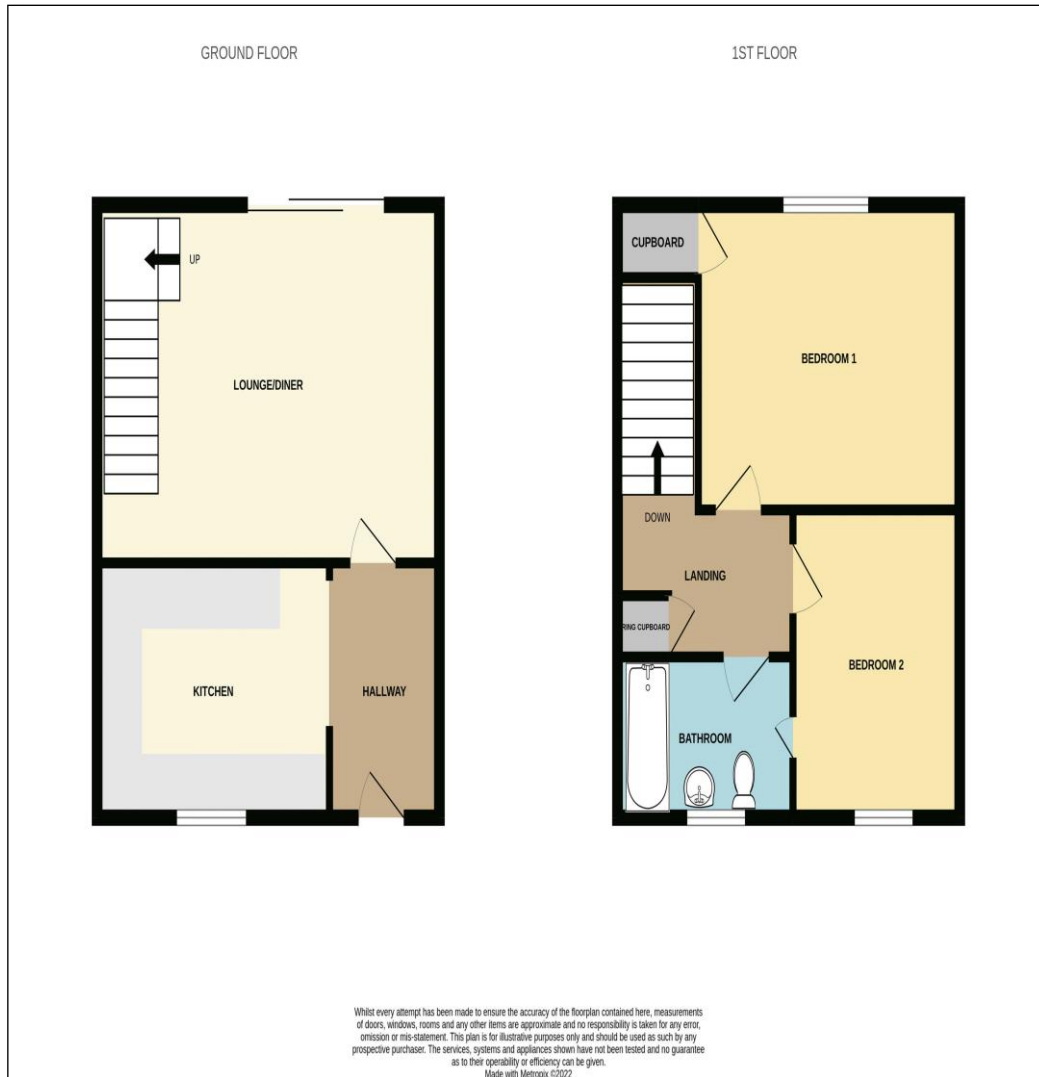 GROUND FLOOR
1ST FLOOR
UP
LOUNGE/DINER
KITCHEN
HALLWAY
CUPBOARD
BEDROOM 1
DOWN
LANDING
RING CUPBOARD
BEDROOM 2
BATHROOM
Whilst every attempt has been made to ensure the accuracy of the floorplan contained here, measurements
of doors, windows, rooms and any other items are approximate and no responsibility is taken for any error,
omission or mis-statement. This plan is for illustrative purposes only and should be used as such by any
prospective purchaser. The services, systems and appliances shown have not been tested and no guarantee
as to their operability or efficiency can be given.
Made with Metropix ©2022